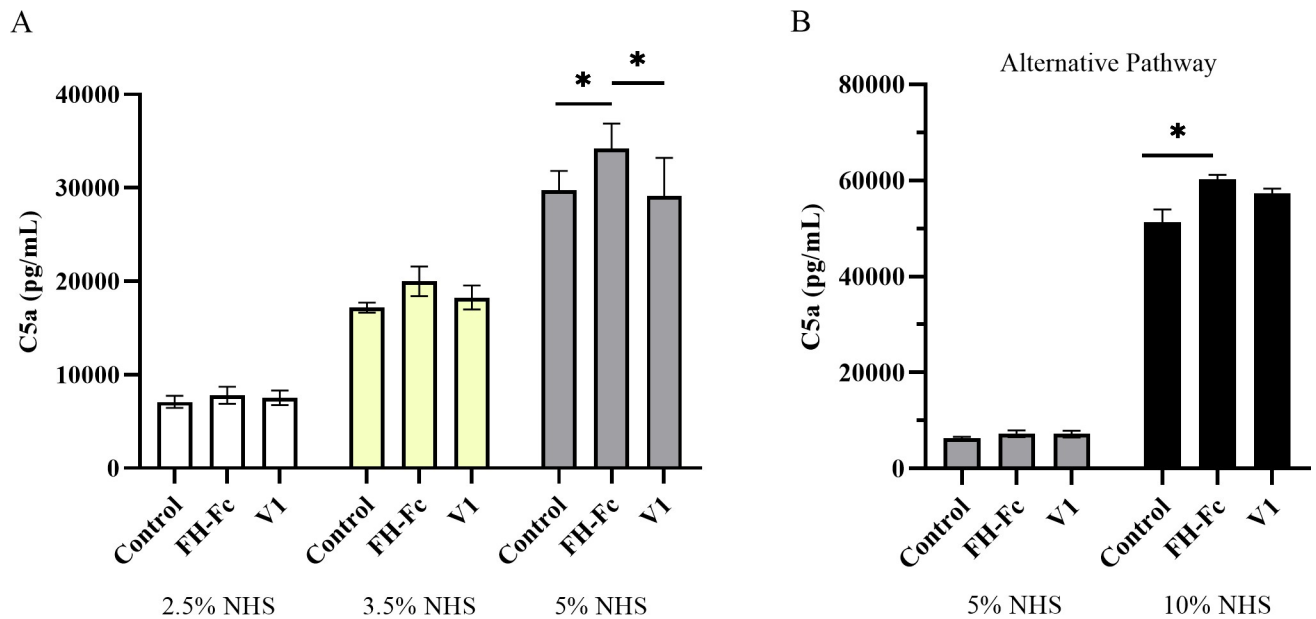 A
C5a (pg/mL)
40000
30000
20000
10000
0
* *
Control FH-Fc V1 Control FH-Fc V1 Control FH-Fc V1
2.5% NHS 3.5% NHS 5% NHS
B
Alternative Pathway
C5a (pg/mL)
80000
60000
40000
20000
0
*
Control FH-Fc V1 Control FH-Fc V1
5% NHS 10% NHS